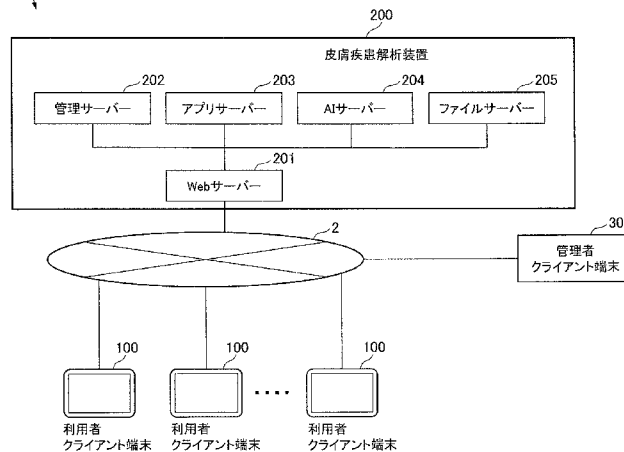 200
皮膚疾患解析装置
202
203
204
205
管理サーバー
アプリサーバー
AIサーバー
ファイルサーバー
201
Webサーバー
2
30
管理者
クライアント端末
100
100
100
利用者
クライアント端末
利用者
クライアント端末
利用者
クライアント端末